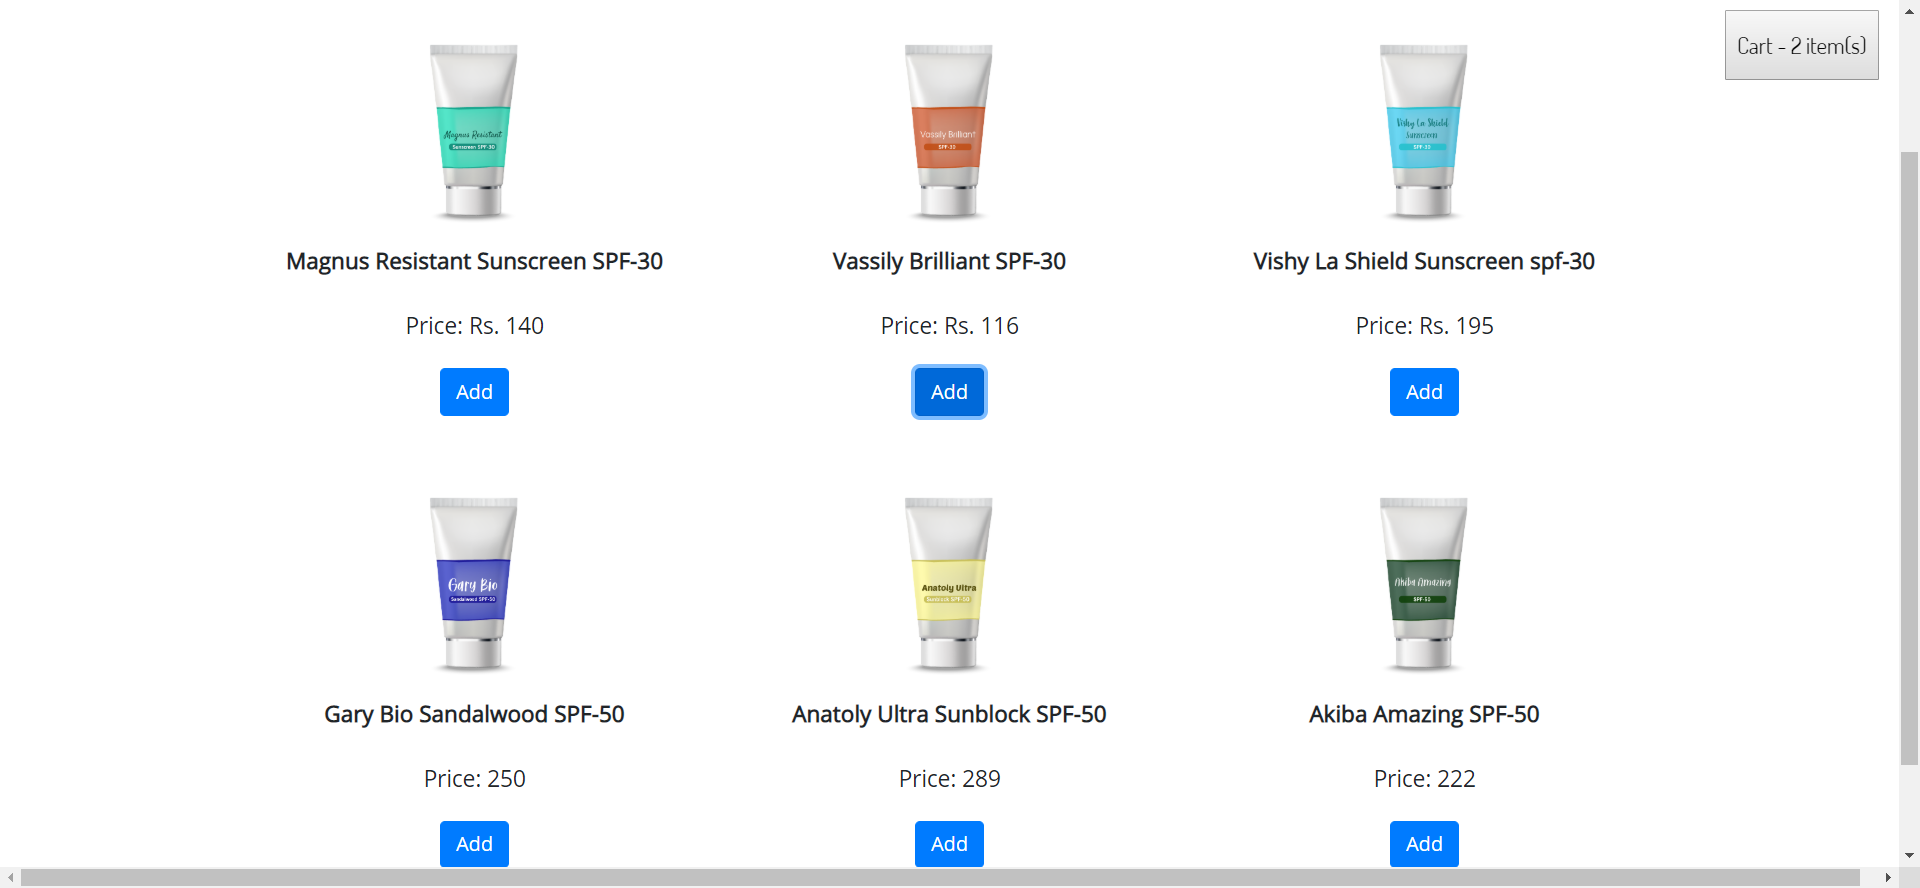 Cart - 2 item(s)
Magnus Resistant
Sunscreen SPF-30
Vassily Brilliant
SPF-30
Vishy La Shield
Sunscreen
SPF-50
Magnus Resistant Sunscreen SPF-30
Vassily Brilliant SPF-30
Vishy La Shield Sunscreen spf-30
Price: Rs. 140
Price: Rs. 116
Price: Rs. 195
Add
Add
Add
Gary Bio
Sandalwood SPF-50
Anatoly Ultra
Sunblock SPF-50
Akiba Amazing
SPF-50
Gary Bio Sandalwood SPF-50
Anatoly Ultra Sunblock SPF-50
Akiba Amazing SPF-50
Price: 250
Price: 289
Price: 222
Add
Add
Add